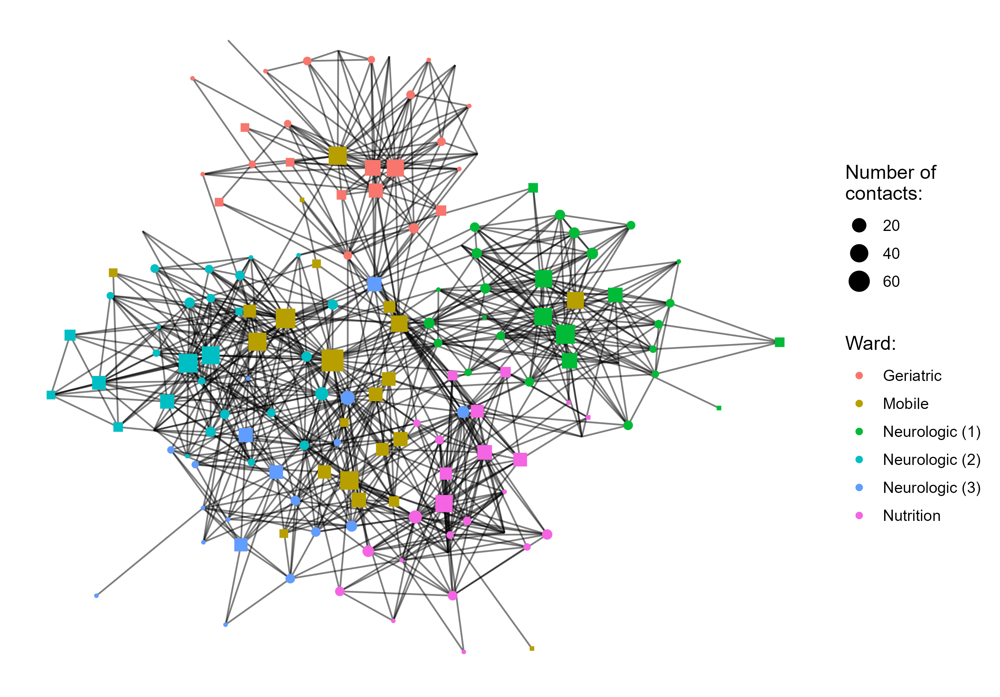 Number of
contacts:
20
40
60
Ward:
Geriatric
Mobile
Neurologic (1)
Neurologic (2)
Neurologic (3)
Nutrition